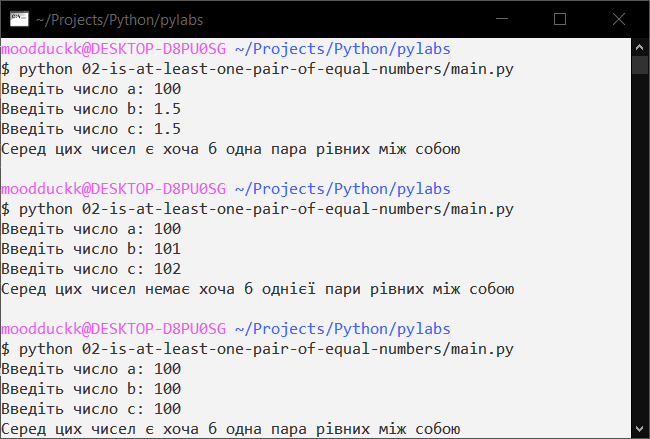 ~/Projects/Python/pylabs
moodduckk@DESKTOP-D8PU0SG ~/Projects/Python/pylabs
$ python 02-is-at-least-one-pair-of-equal-numbers/main.py
Введіть число a: 100
Введіть число b: 1.5
Введіть число c: 1.5
Серед цих чисел є хоча б одна пара рівних між собою
moodduckk@DESKTOP-D8PU0SG ~/Projects/Python/pylabs
$ python 02-is-at-least-one-pair-of-equal-numbers/main.py
Введіть число a: 100
Введіть число b: 101
Введіть число c: 102
Серед цих чисел немає хоча б однієї пари рівних між собою
moodduckk@DESKTOP-D8PU0SG ~/Projects/Python/pylabs
$ python 02-is-at-least-one-pair-of-equal-numbers/main.py
Введіть число a: 100
Введіть число b: 100
Введіть число c: 100
Серед цих чисел є хоча б одна пара рівних між собою